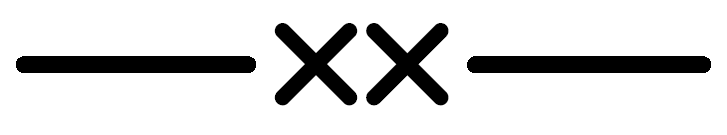 — XX —